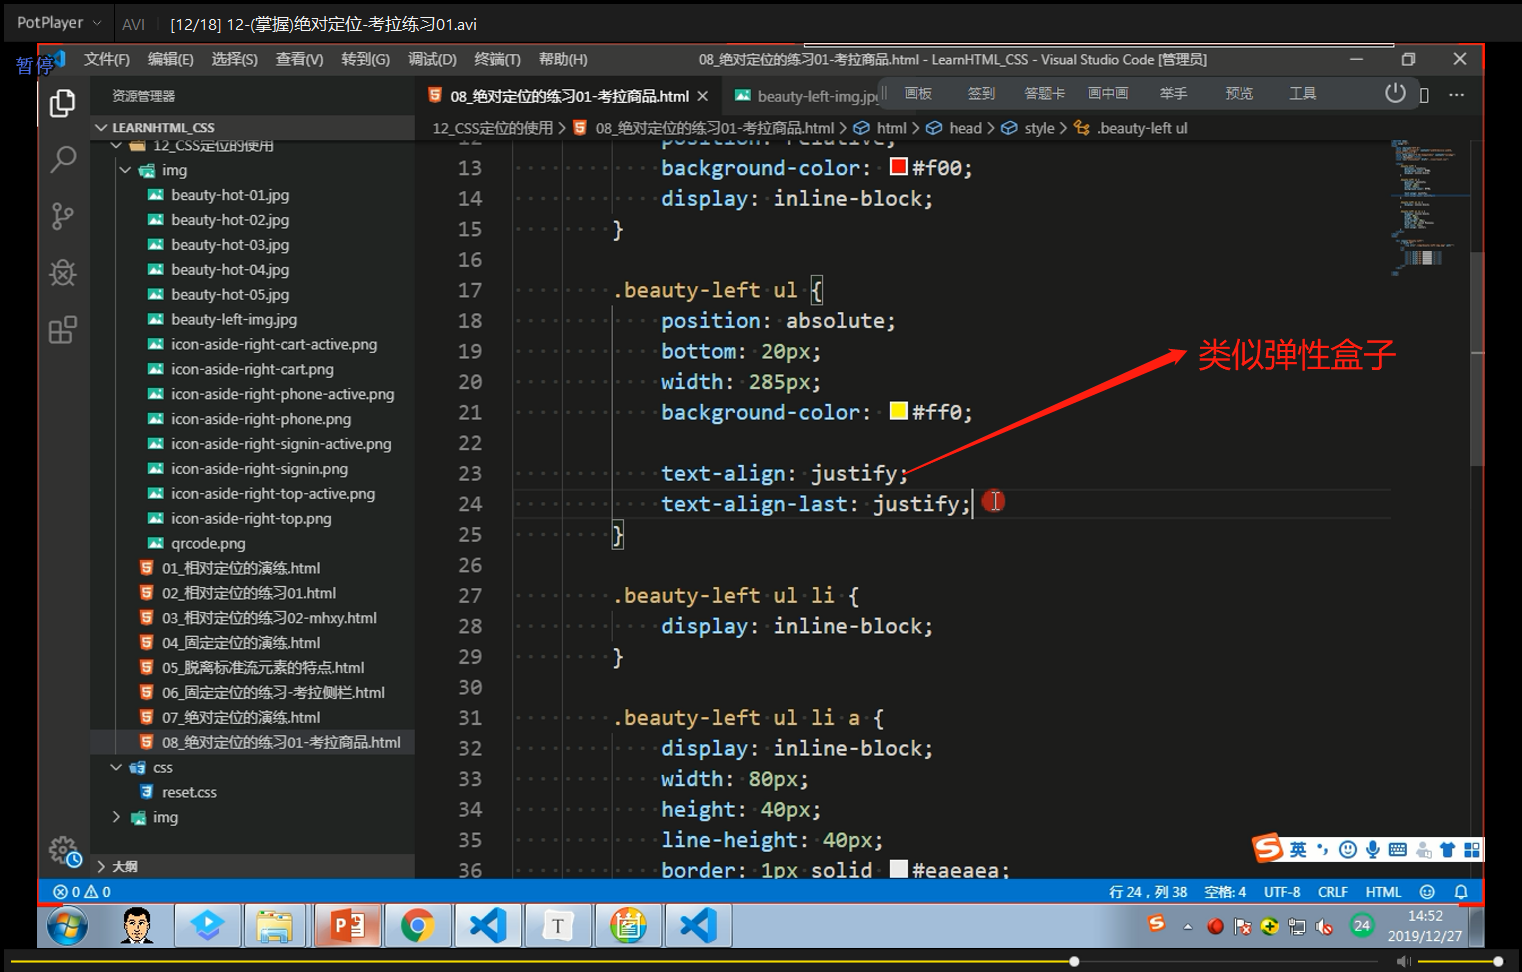 PotPlayer
AVI
[12/18] 12-(掌握)绝对定位-考拉练习01.avi
暂停
文件(F) 编辑(E) 选择(S) 查看(V) 转到(G) 调试(D) 终端(T) 帮助(H)
08_绝对定位的练习01-考拉商品.html - LearnHTML_CSS - Visual Studio Code [管理员]
资源管理器
08_绝对定位的练习01-考拉商品.html
beauty-left-img.jpg
画板 签到 答题卡 画中画 举手 预览 工具
12_CSS定位的使用 > 08_绝对定位的练习01-考拉商品.html > html > head > style > .beauty-left ul
LEARNHTML_CSS
12_CSS定位的使用
img
beauty-hot-01.jpg
beauty-hot-02.jpg
beauty-hot-03.jpg
beauty-hot-04.jpg
beauty-hot-05.jpg
beauty-left-img.jpg
icon-aside-right-cart-active.png
icon-aside-right-cart.png
icon-aside-right-phone-active.png
icon-aside-right-phone.png
icon-aside-right-signin-active.png
icon-aside-right-signin.png
icon-aside-right-top-active.png
icon-aside-right-top.png
qrcode.png
01_相对定位的演练.html
02_相对定位的练习01.html
03_相对定位的练习02-mhxy.html
04_固定定位的演练.html
05_脱离标准流元素的特点.html
06_固定定位的练习-考拉侧栏.html
07_绝对定位的演练.html
08_绝对定位的练习01-考拉商品.html
css
reset.css
img
大纲
12 position: relative;
13 background-color: #f00;
14 display: inline-block;
15 }
16
17 .beauty-left ul {
18 position: absolute;
19 bottom: 20px;
20 width: 285px;
21 background-color: #ff0;
22
23 text-align: justify;
24 text-align-last: justify;
25 }
26
27 .beauty-left ul li {
28 display: inline-block;
29 }
30
31 .beauty-left ul li a {
32 display: inline-block;
33 width: 80px;
34 height: 40px;
35 line-height: 40px;
36 border: 1px solid #eaeaea;
类似弹性盒子
英
0 0
行 24，列 38 空格: 4 UTF-8 CRLF HTML
24
14:52
2019/12/27